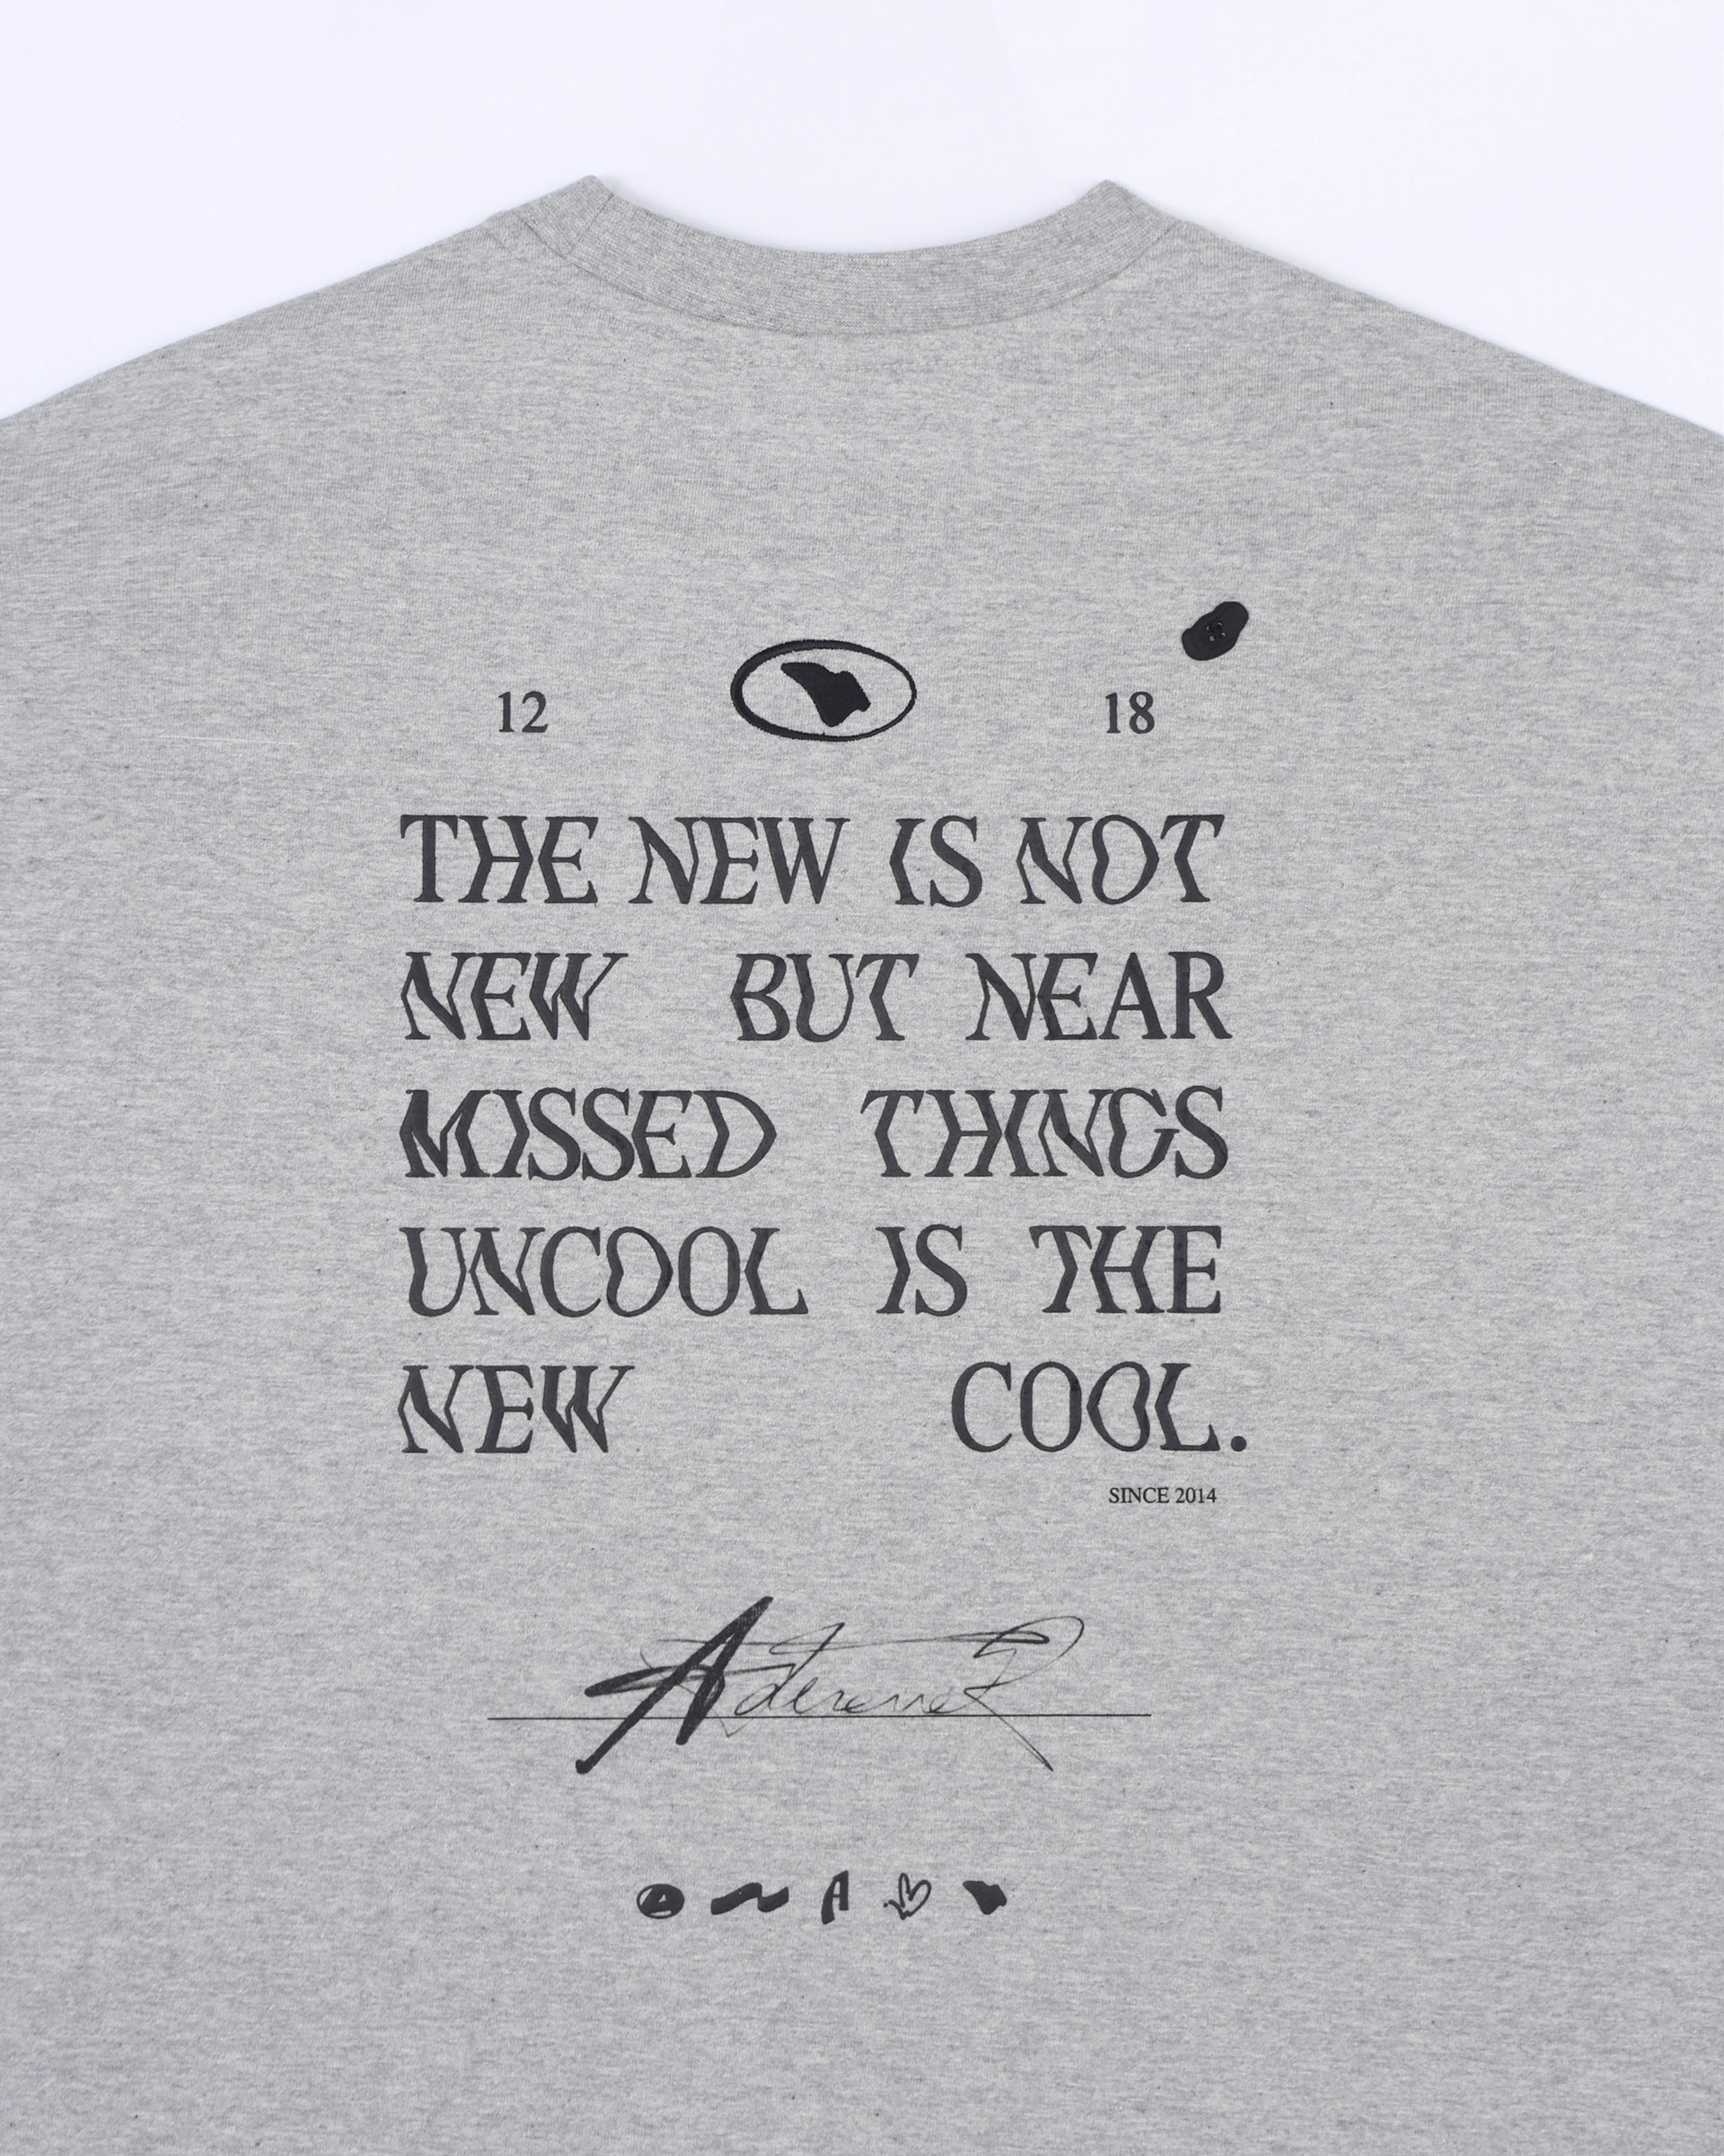 12 18
THE NEW IS NOT
NEW BUT NEAR
MISSED THINGS
UNCOOL IS THE
NEW COOL.
SINCE 2014
A